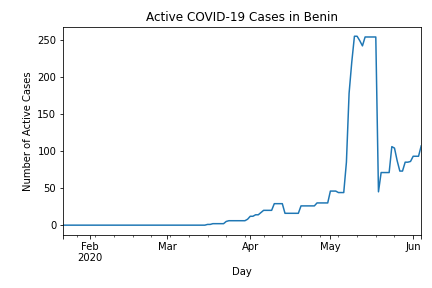 Active COVID-19 Cases in Benin
Number of Active Cases
250
200
150
100
50
0
Feb
2020
Mar
Apr
May
Jun
Day